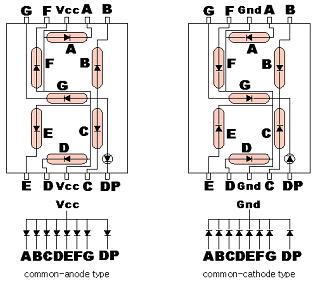 G F Vcc A B G F Gnd A B
A A
F B F B
G G
E C E C
D D
E D Vcc C DP E D Gnd C DP
Vcc Gnd
ABCDEFG DP ABCDEFG DP
common-anode type common-cathode type